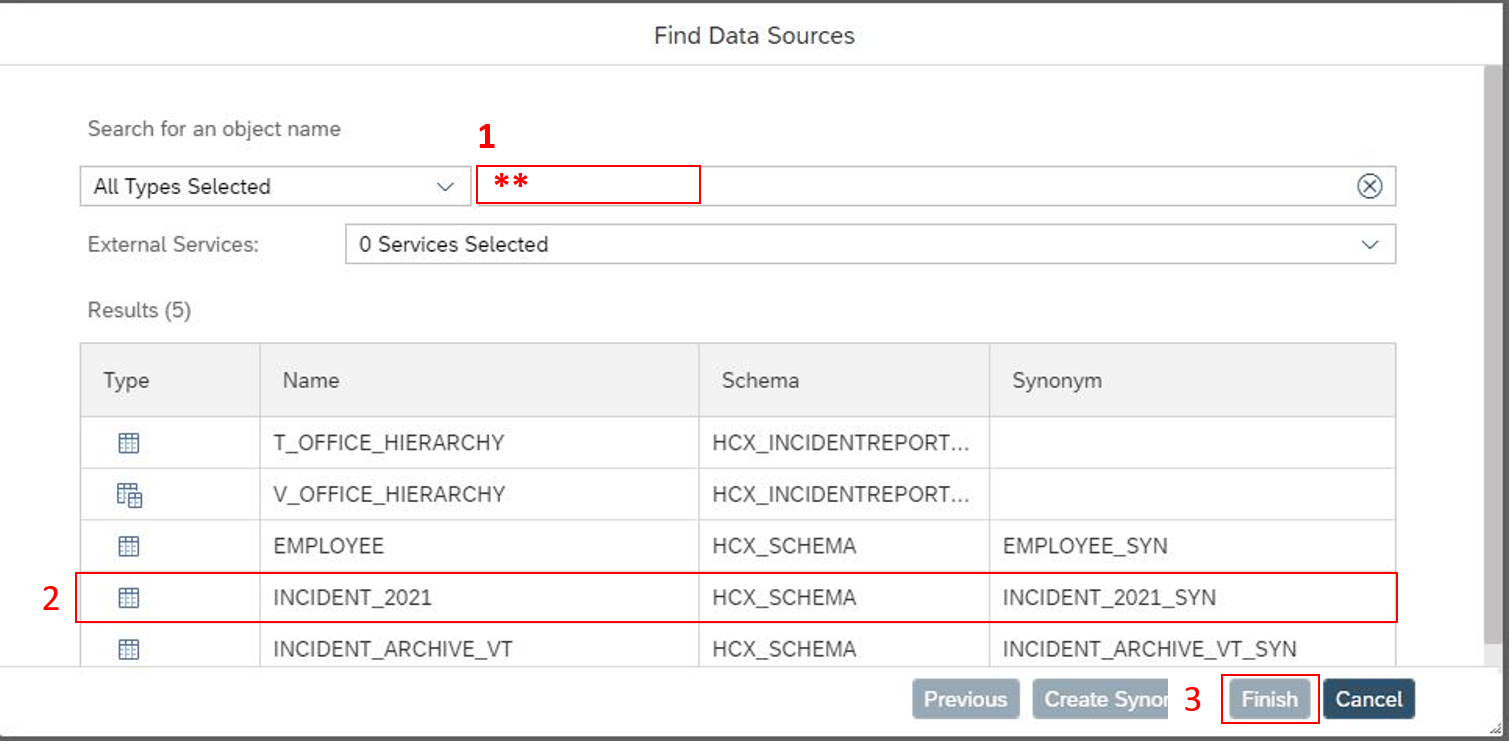 Find Data Sources
Search for an object name
1
All Types Selected **
External Services: 0 Services Selected
Results (5)
Type Name Schema Synonym
T_OFFICE_HIERARCHY HCX_INCIDENTREPORT...
V_OFFICE_HIERARCHY HCX_INCIDENTREPORT...
EMPLOYEE HCX_SCHEMA EMPLOYEE_SYN
2 INCIDENT_2021 HCX_SCHEMA INCIDENT_2021_SYN
INCIDENT_ARCHIVE_VT HCX_SCHEMA INCIDENT_ARCHIVE_VT_SYN
Previous Create Synor 3 Finish Cancel